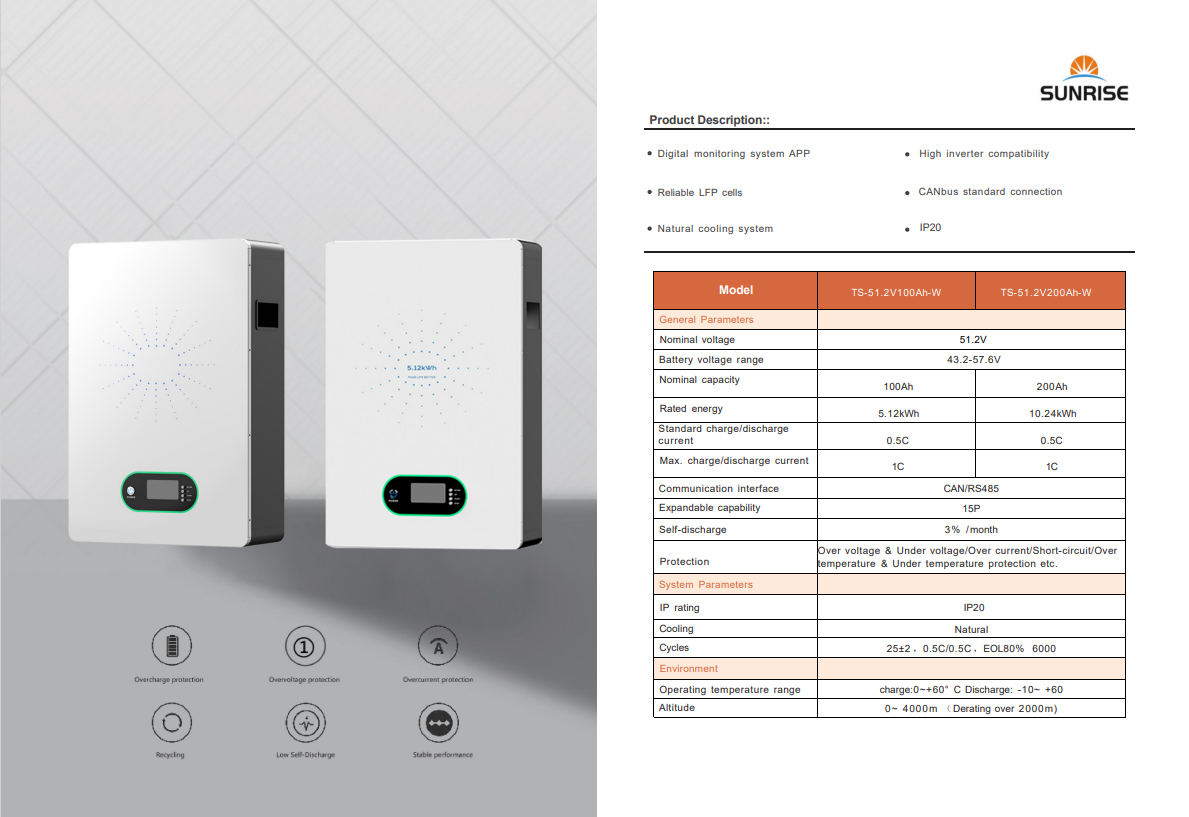 5.12kWh
Overcharge protection
Overvoltage protection
Overcurrent protection
Recycling
Low Self-Discharge
Stable performance
SUNRISE
Product Description::
Digital monitoring system APP
High inverter compatibility
Reliable LFP cells
CANbus standard connection
Natural cooling system
IP20
Model
TS-51.2V100Ah-W
TS-51.2V200Ah-W
General Parameters
Nominal voltage
51.2V
Battery voltage range
43.2-57.6V
Nominal capacity
100Ah
200Ah
Rated energy
5.12kWh
10.24kWh
Standard charge/discharge
current
0.5C
0.5C
Max. charge/discharge current
1C
1C
Communication interface
CAN/RS485
Expandable capability
15P
Self-discharge
3% /month
Protection
Over voltage & Under voltage/Over current/Short-circuit/Over
temperature & Under temperature protection etc.
System Parameters
IP rating
IP20
Cooling
Natural
Cycles
25±2，0.5C/0.5C，EOL80% 6000
Environment
Operating temperature range
charge:0~+60° C Discharge: -10~ +60
Altitude
0~ 4000m （Derating over 2000m)